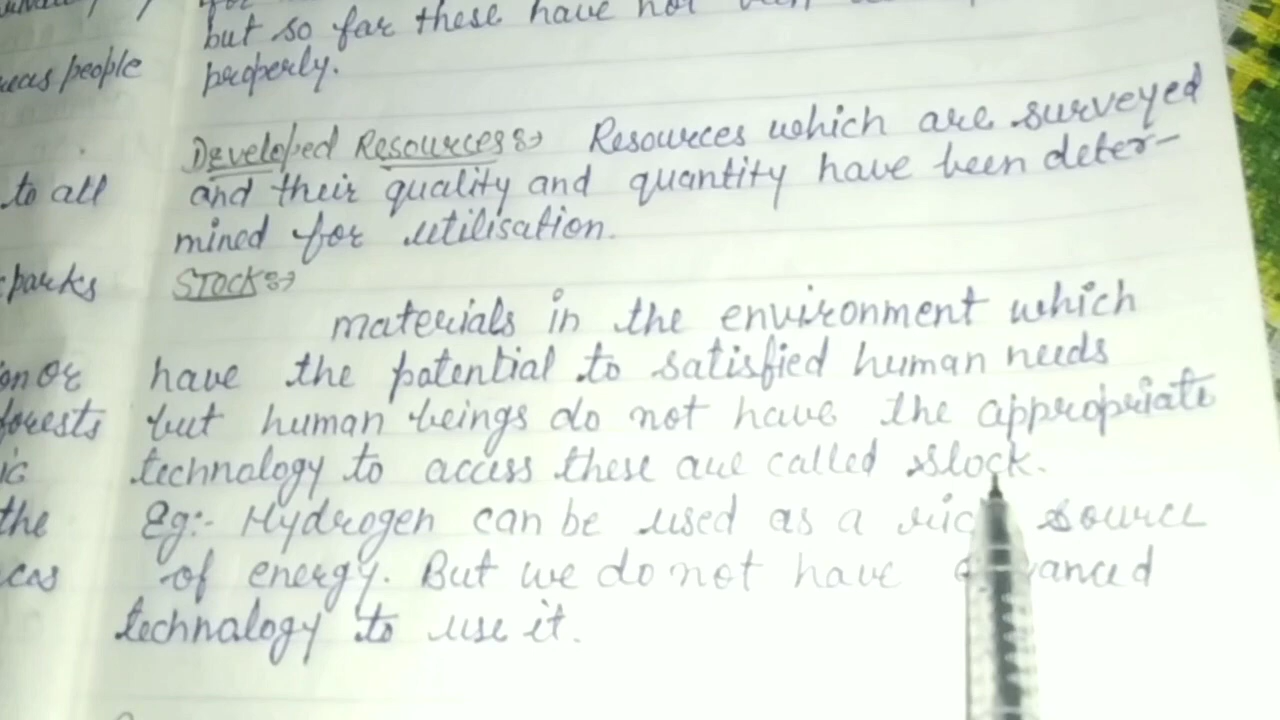 but so far these have not
people properly.
Developed Resources:→ Resources which are surveyed
to all and their quality and quantity have been deter-
mined for utilisation.
parks STOCK:→
materials in the environment which
have the potential to satisfied human needs
forests but human beings do not have the appropriate
ic technology to access these are called stock.
the Eg:- Hydrogen can be used as a source
of energy. But we do not have
technology to use it.